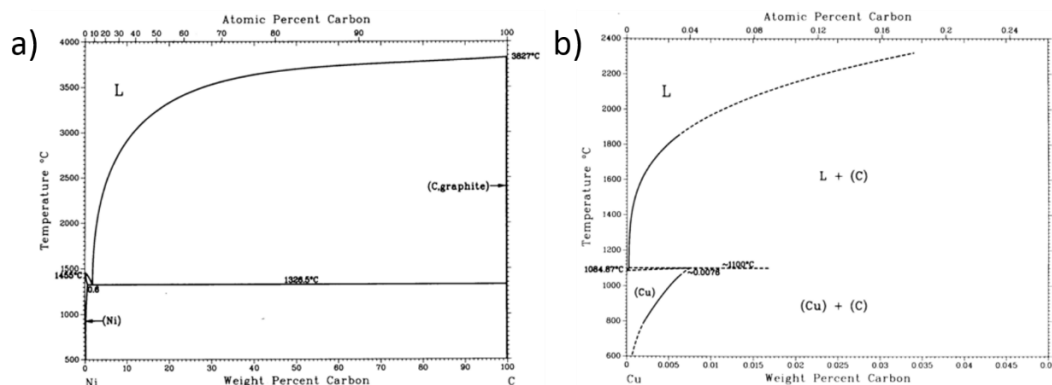 a)
Atomic Percent Carbon
0 10 20 30 40 50 60 70 80 90 100
4000
3827°C
3500
L
3000
2500
(C,graphite)
2000
1500
1455°C
1326.5°C
0.6
1000
(Ni)
500
Temperature °C
0 10 20 30 40 50 60 70 80 90 100
Ni Weight Percent Carbon C
b)
Atomic Percent Carbon
0 0.04 0.08 0.12 0.16 0.2 0.24
2400
2200
L
2000
1800
L + (C)
1600
1400
1200
~1100°C
1084.87°C
~0.0076
1000
(Cu)
(Cu) + (C)
800
600
Temperature °C
0 0.005 0.01 0.015 0.02 0.025 0.03 0.035 0.04 0.045
Cu Weight Percent Carbon